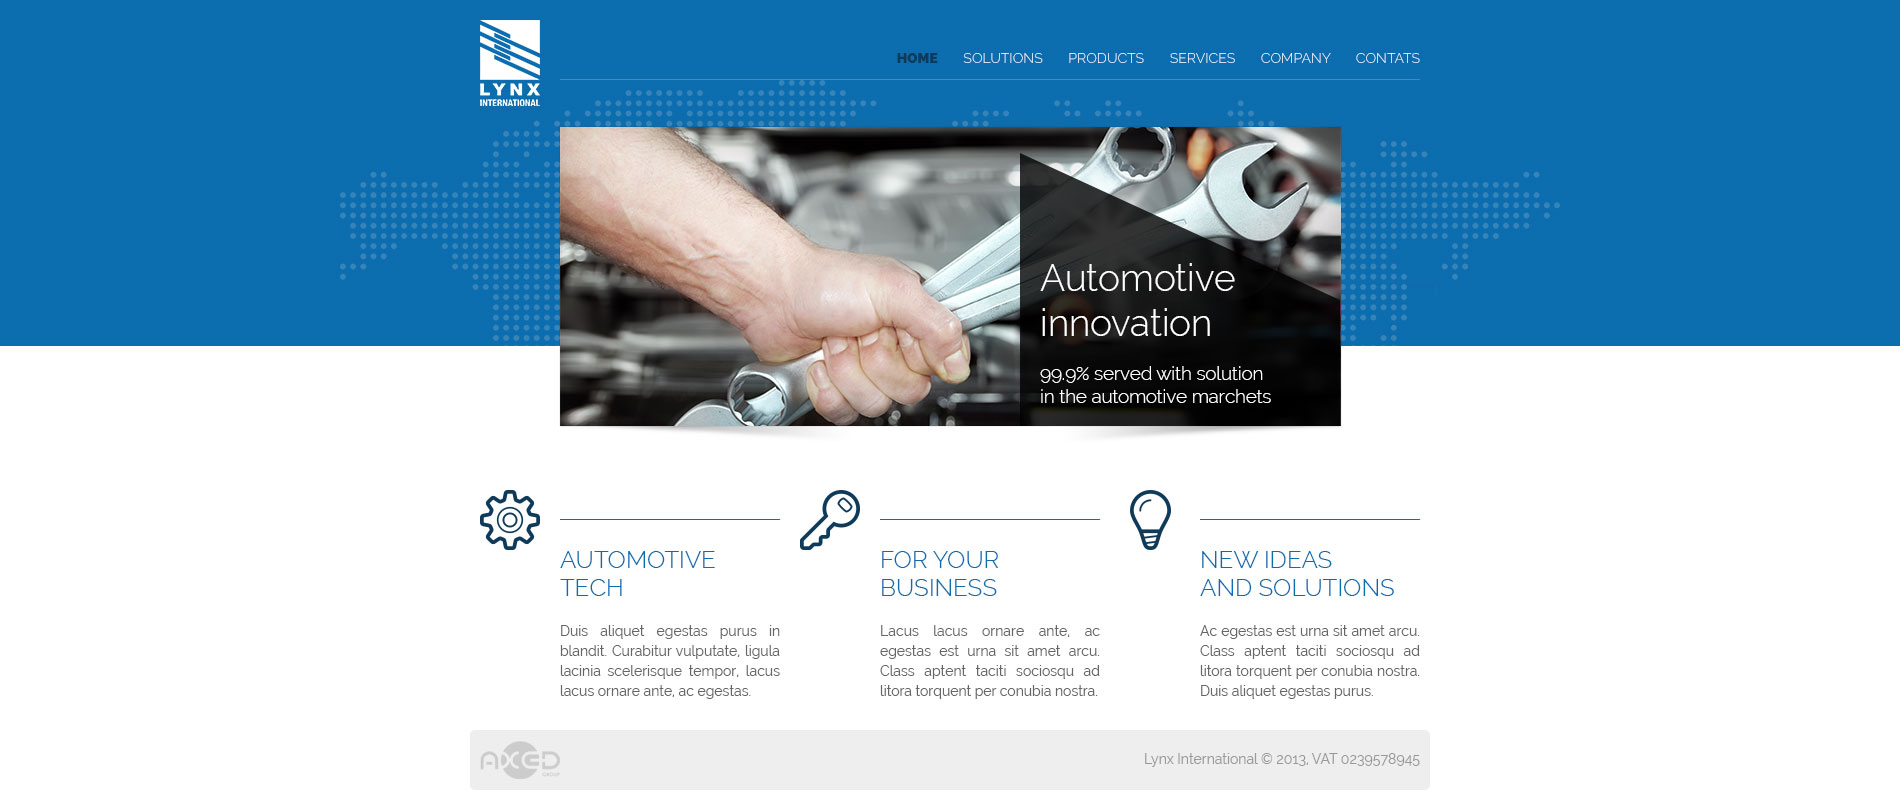 LYNX
INTERNATIONAL
HOME SOLUTIONS PRODUCTS SERVICES COMPANY CONTATS
Automotive
innovation
99.9% served with solution
in the automotive marchets
AUTOMOTIVE
TECH
Duis aliquet egestas purus in
blandit. Curabitur vulputate, ligula
lacinia scelerisque tempor, lacus
lacus ornare ante, ac egestas.
FOR YOUR
BUSINESS
Lacus lacus ornare ante, ac
egestas est urna sit amet arcu.
Class aptent taciti sociosqu ad
litora torquent per conubia nostra.
NEW IDEAS
AND SOLUTIONS
Ac egestas est urna sit amet arcu.
Class aptent taciti sociosqu ad
litora torquent per conubia nostra.
Duis aliquet egestas purus.
AXED
GROUP
Lynx International © 2013, VAT 0239578945